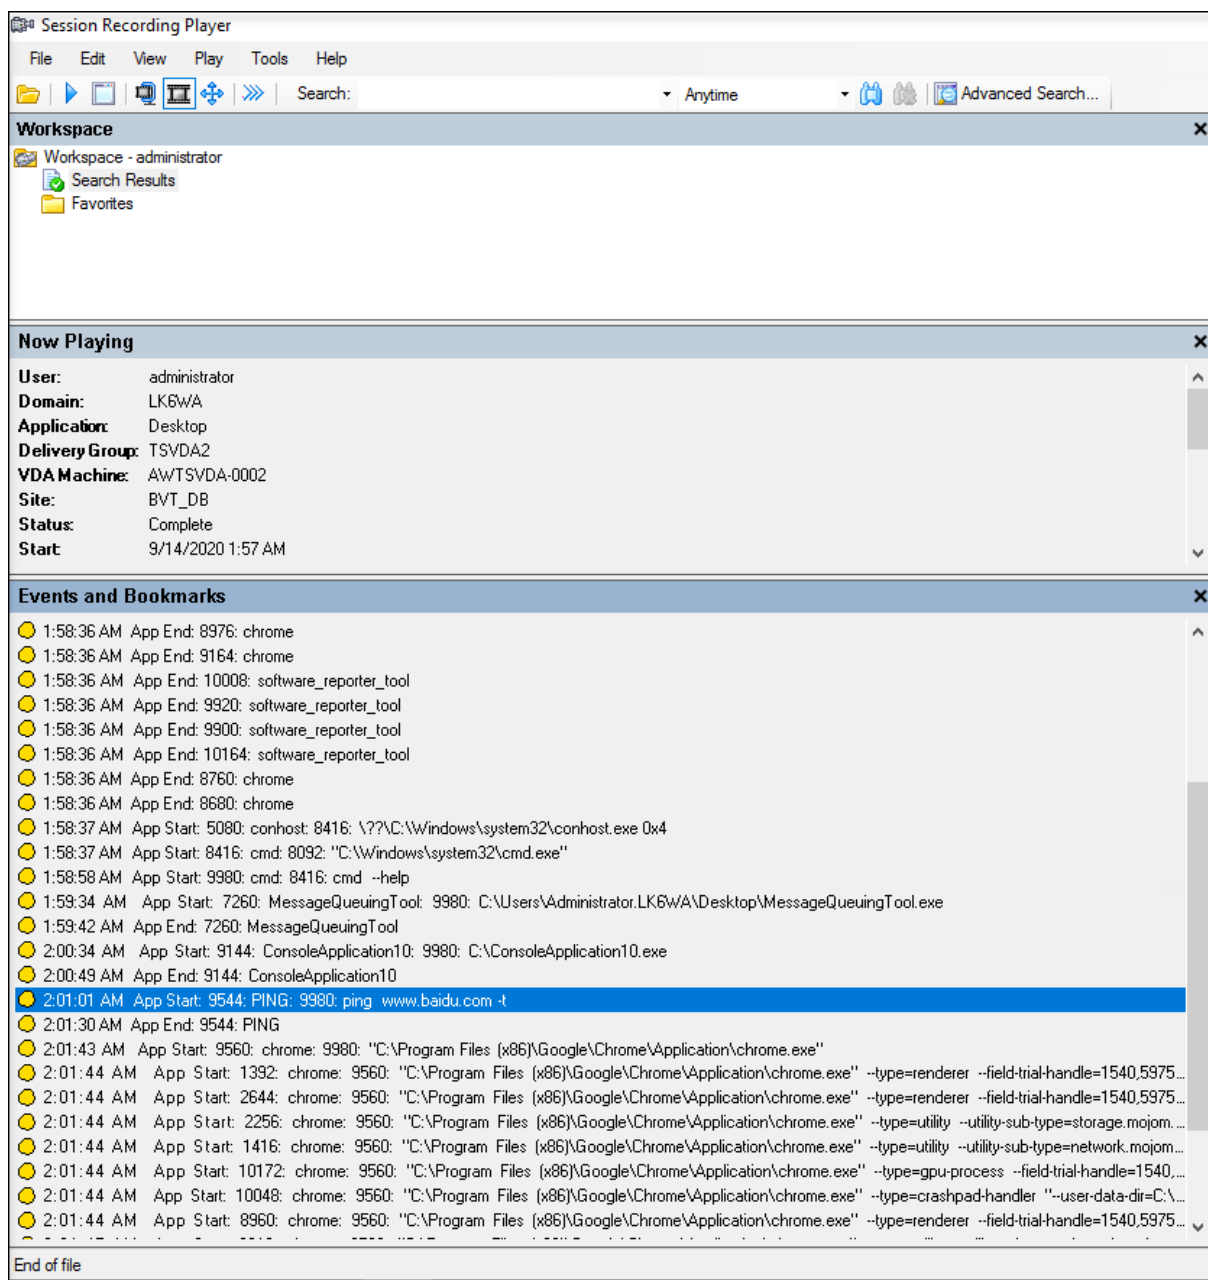 Session Recording Player
File Edit View Play Tools Help
Search: Anytime Advanced Search...
Workspace
Workspace - administrator
Search Results
Favorites
Now Playing
User: administrator
Domain: LK6WA
Application: Desktop
Delivery Group: TSVDA2
VDA Machine: AWTSVDA-0002
Site: BVT_DB
Status: Complete
Start: 9/14/2020 1:57 AM
Events and Bookmarks
1:58:36 AM App End: 8976: chrome
1:58:36 AM App End: 9164: chrome
1:58:36 AM App End: 10008: software_reporter_tool
1:58:36 AM App End: 9920: software_reporter_tool
1:58:36 AM App End: 9900: software_reporter_tool
1:58:36 AM App End: 10164: software_reporter_tool
1:58:36 AM App End: 8760: chrome
1:58:36 AM App End: 8680: chrome
1:58:37 AM App Start: 5080: conhost: 8416: \??\C:\Windows\system32\conhost.exe 0x4
1:58:37 AM App Start: 8416: cmd: 8092: "C:\Windows\system32\cmd.exe"
1:58:58 AM App Start: 9980: cmd: 8416: cmd --help
1:59:34 AM App Start: 7260: MessageQueuingTool: 9980: C:\Users\Administrator.LK6WA\Desktop\MessageQueuingTool.exe
1:59:42 AM App End: 7260: MessageQueuingTool
2:00:34 AM App Start: 9144: ConsoleApplication10: 9980: C:\ConsoleApplication10.exe
2:00:49 AM App End: 9144: ConsoleApplication10
2:01:01 AM App Start: 9544: PING: 9980: ping www.baidu.com -t
2:01:30 AM App End: 9544: PING
2:01:43 AM App Start: 9560: chrome: 9980: "C:\Program Files (x86)\Google\Chrome\Application\chrome.exe"
2:01:44 AM App Start: 1392: chrome: 9560: "C:\Program Files (x86)\Google\Chrome\Application\chrome.exe" --type=renderer --field-trial-handle=1540,5975...
2:01:44 AM App Start: 2644: chrome: 9560: "C:\Program Files (x86)\Google\Chrome\Application\chrome.exe" --type=renderer --field-trial-handle=1540,5975...
2:01:44 AM App Start: 2256: chrome: 9560: "C:\Program Files (x86)\Google\Chrome\Application\chrome.exe" --type=utility --utility-sub-type=storage.mojom....
2:01:44 AM App Start: 1416: chrome: 9560: "C:\Program Files (x86)\Google\Chrome\Application\chrome.exe" --type=utility --utility-sub-type=network.mojom...
2:01:44 AM App Start: 10172: chrome: 9560: "C:\Program Files (x86)\Google\Chrome\Application\chrome.exe" --type=gpu-process --field-trial-handle=1540,...
2:01:44 AM App Start: 10048: chrome: 9560: "C:\Program Files (x86)\Google\Chrome\Application\chrome.exe" --type=crashpad-handler "--user-data-dir=C:\...
2:01:44 AM App Start: 8960: chrome: 9560: "C:\Program Files (x86)\Google\Chrome\Application\chrome.exe" --type=renderer --field-trial-handle=1540,5975...
End of file